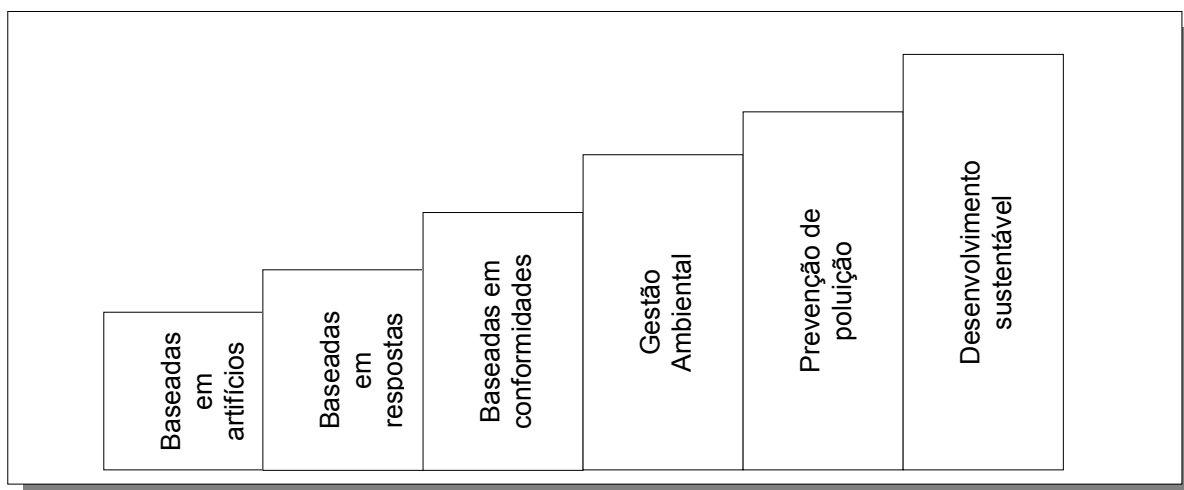 Baseadas
em
artifícios
Baseadas
em
respostas
Baseadas em
conformidades
Gestão
Ambiental
Prevenção de
poluição
Desenvolvimento
sustentável